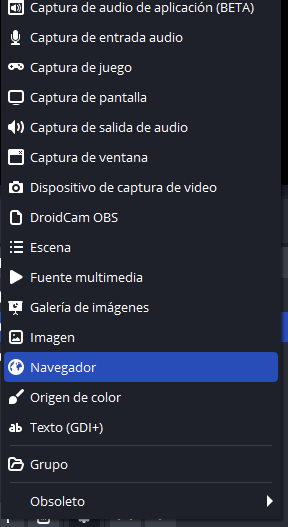 Captura de audio de aplicación (BETA)
Captura de entrada audio
Captura de juego
Captura de pantalla
Captura de salida de audio
Captura de ventana
Dispositivo de captura de video
DroidCam OBS
Escena
Fuente multimedia
Galería de imágenes
Imagen
Navegador
Origen de color
ab Texto (GDI+)
Grupo
Obsoleto